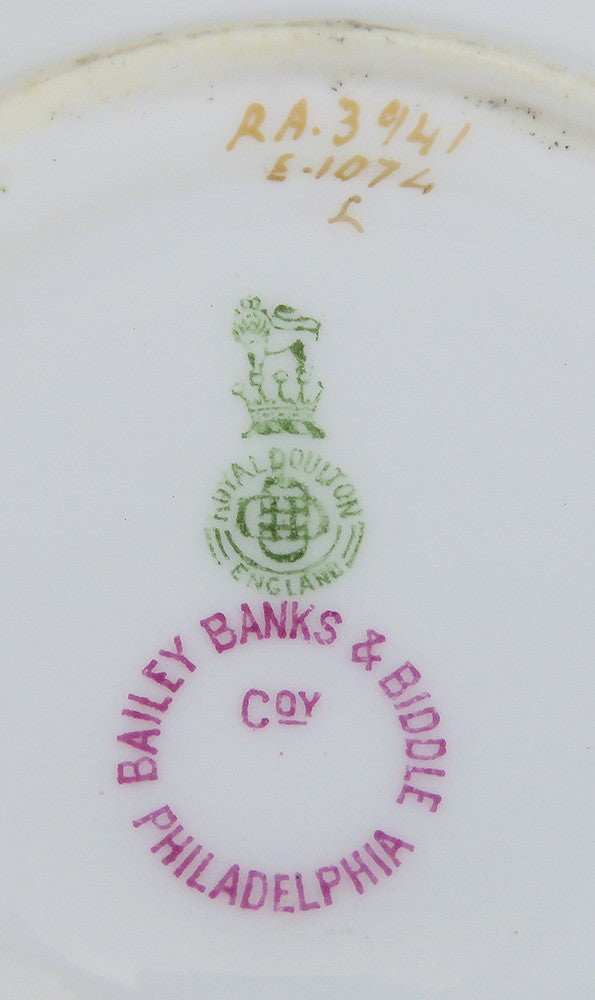 RA. 3941
E-1074
L
ROYAL DOULTON
ENGLAND
BAILEY BANKS & BIDDLE
COY
PHILADELPHIA